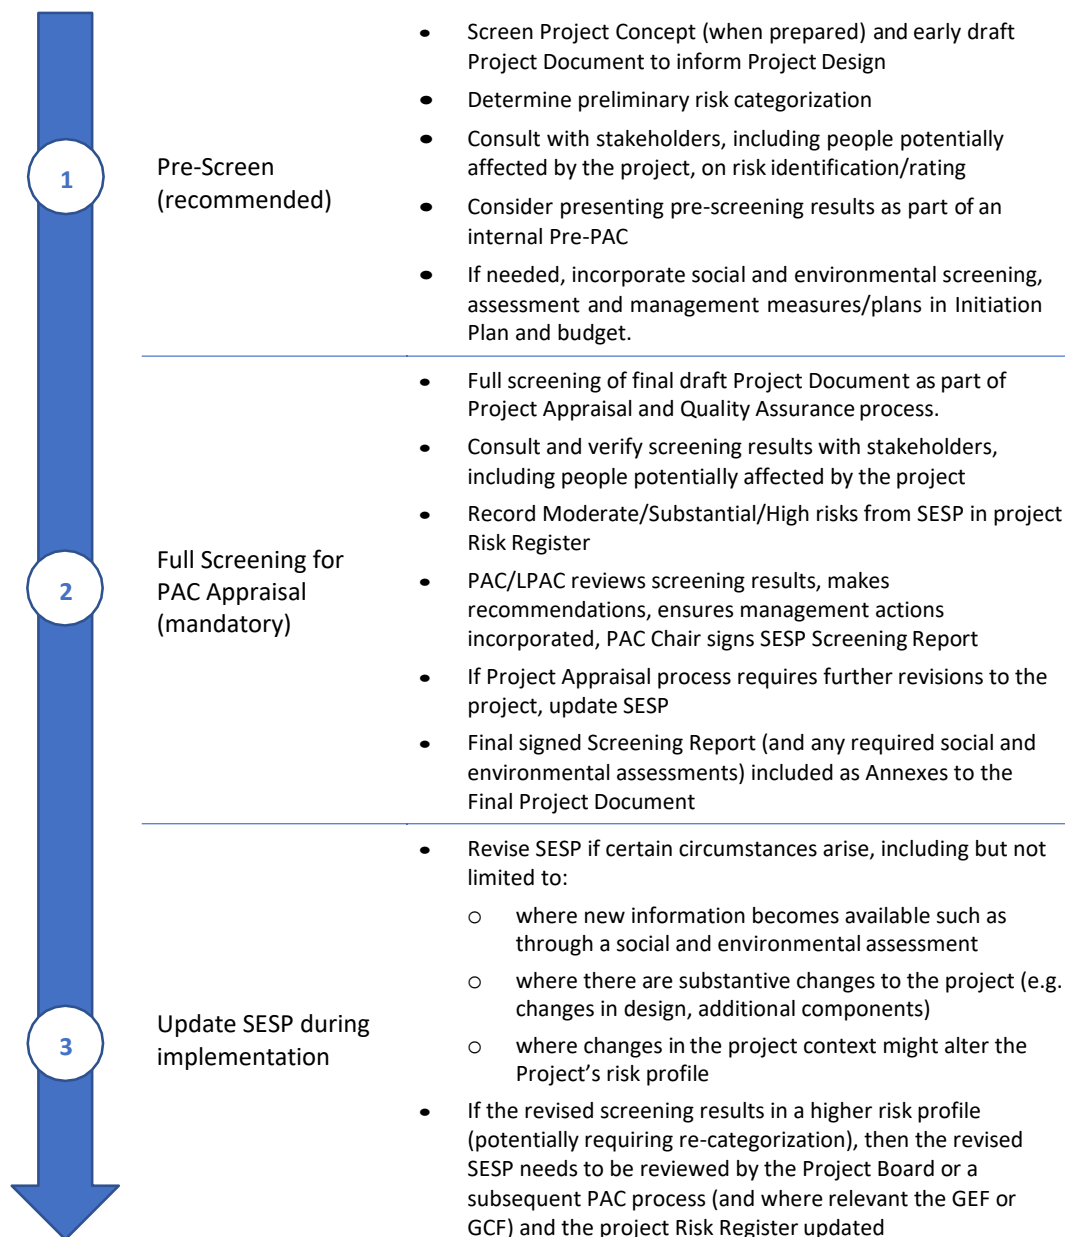 1
Pre-Screen
(recommended)
• Screen Project Concept (when prepared) and early draft
Project Document to inform Project Design
• Determine preliminary risk categorization
• Consult with stakeholders, including people potentially
affected by the project, on risk identification/rating
• Consider presenting pre-screening results as part of an
internal Pre-PAC
• If needed, incorporate social and environmental screening,
assessment and management measures/plans in Initiation
Plan and budget.
2
Full Screening for
PAC Appraisal
(mandatory)
• Full screening of final draft Project Document as part of
Project Appraisal and Quality Assurance process.
• Consult and verify screening results with stakeholders,
including people potentially affected by the project
• Record Moderate/Substantial/High risks from SESP in project
Risk Register
• PAC/LPAC reviews screening results, makes
recommendations, ensures management actions
incorporated, PAC Chair signs SESP Screening Report
• If Project Appraisal process requires further revisions to the
project, update SESP
• Final signed Screening Report (and any required social and
environmental assessments) included as Annexes to the
Final Project Document
3
Update SESP during
implementation
• Revise SESP if certain circumstances arise, including but not
limited to:
o where new information becomes available such as
through a social and environmental assessment
o where there are substantive changes to the project (e.g.
changes in design, additional components)
o where changes in the project context might alter the
Project’s risk profile
• If the revised screening results in a higher risk profile
(potentially requiring re-categorization), then the revised
SESP needs to be reviewed by the Project Board or a
subsequent PAC process (and where relevant the GEF or
GCF) and the project Risk Register updated